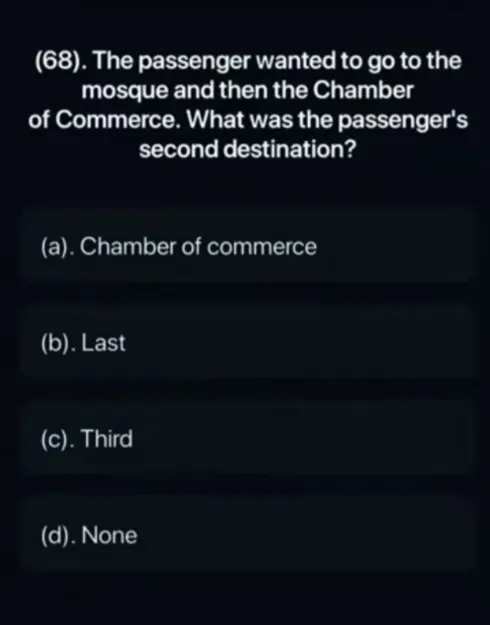 (68). The passenger wanted to go to the
mosque and then the Chamber
of Commerce. What was the passenger's
second destination?
(a). Chamber of commerce
(b). Last
(c). Third
(d). None